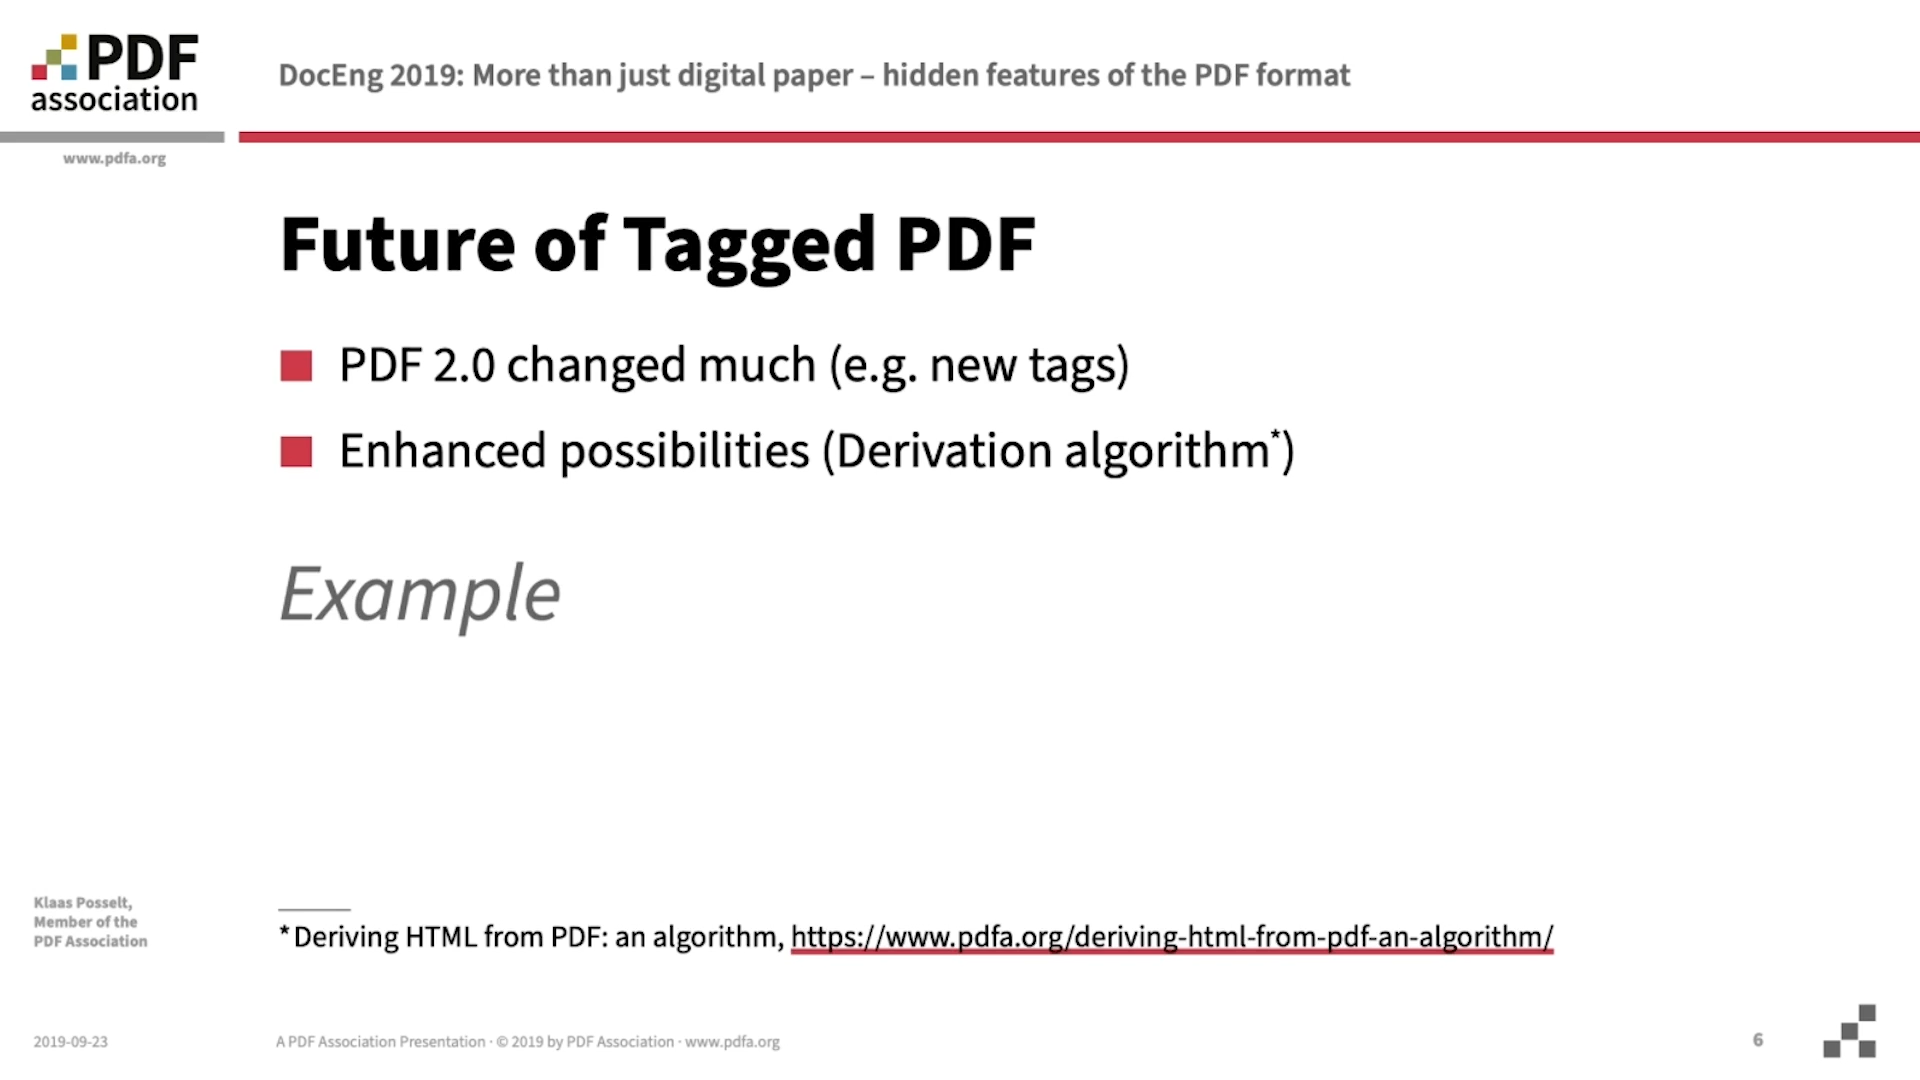 PDF
association
DocEng 2019: More than just digital paper – hidden features of the PDF format
www.pdfa.org
Future of Tagged PDF
PDF 2.0 changed much (e.g. new tags)
Enhanced possibilities (Derivation algorithm*)
Example
Klaas Posselt,
Member of the
PDF Association
* Deriving HTML from PDF: an algorithm, https://www.pdfa.org/deriving-html-from-pdf-an-algorithm/
2019-09-23
A PDF Association Presentation · © 2019 by PDF Association · www.pdfa.org
6